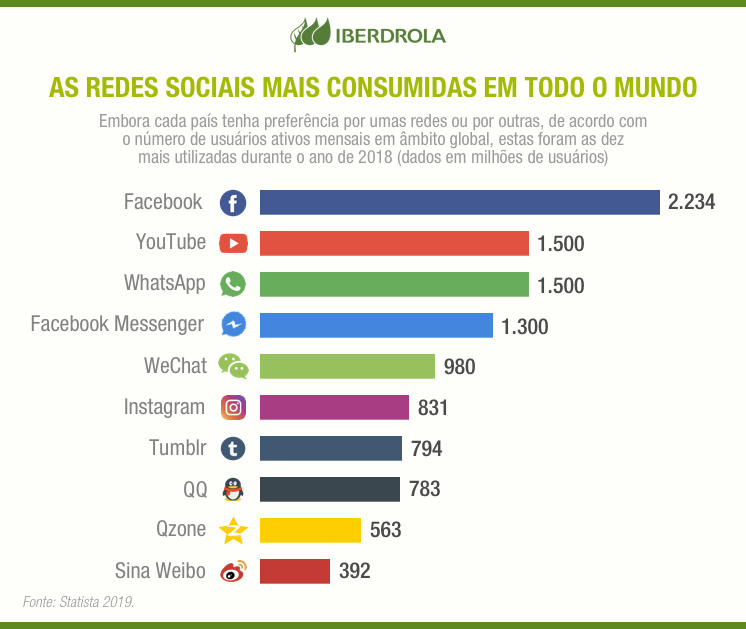 IBERDROLA
AS REDES SOCIAIS MAIS CONSUMIDAS EM TODO O MUNDO
Embora cada país tenha preferência por umas redes ou por outras, de acordo com
o número de usuários ativos mensais em âmbito global, estas foram as dez
mais utilizadas durante o ano de 2018 (dados em milhões de usuários)
Facebook 2.234
YouTube 1.500
WhatsApp 1.500
Facebook Messenger 1.300
WeChat 980
Instagram 831
Tumblr 794
QQ 783
Qzone 563
Sina Weibo 392
Fonte: Statista 2019.